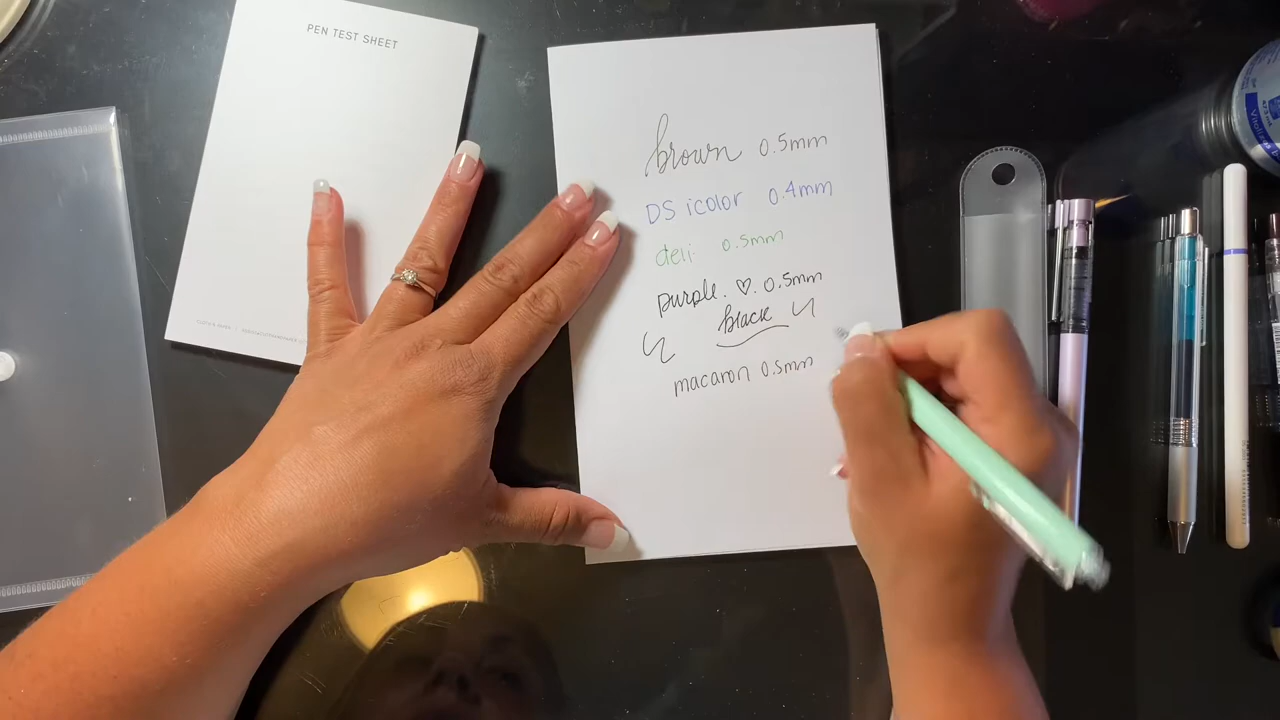 PEN TEST SHEET
brown 0.5mm
DS icolor 0.4mm
deli 0.5mm
purple. ♡. 0.5mm
black
macaron 0.5mm